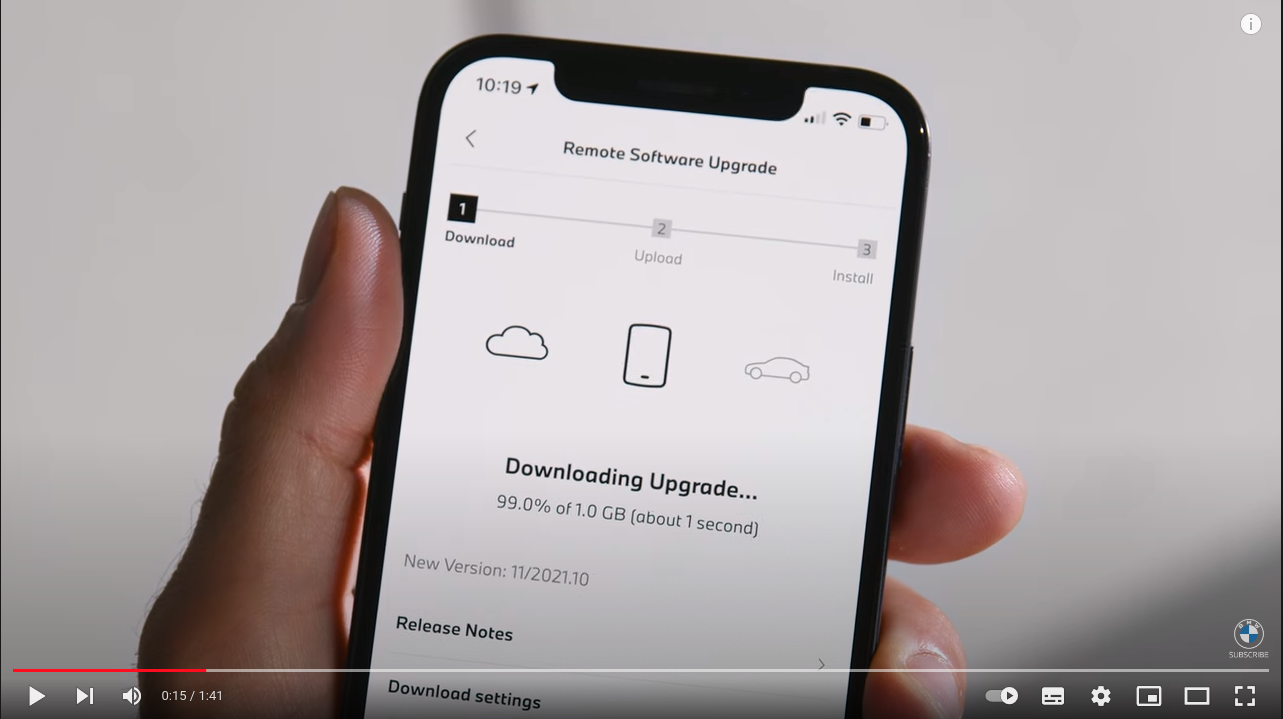 10:19
Remote Software Upgrade
1
2
3
Download
Upload
Install
Downloading Upgrade...
99.0% of 1.0 GB (about 1 second)
New Version: 11/2021.10
Release Notes
Download settings
BMW
SUBSCRIBE
0:15 / 1:41